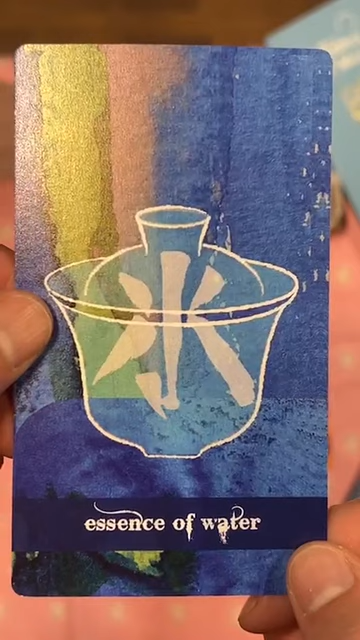 水
essence of water